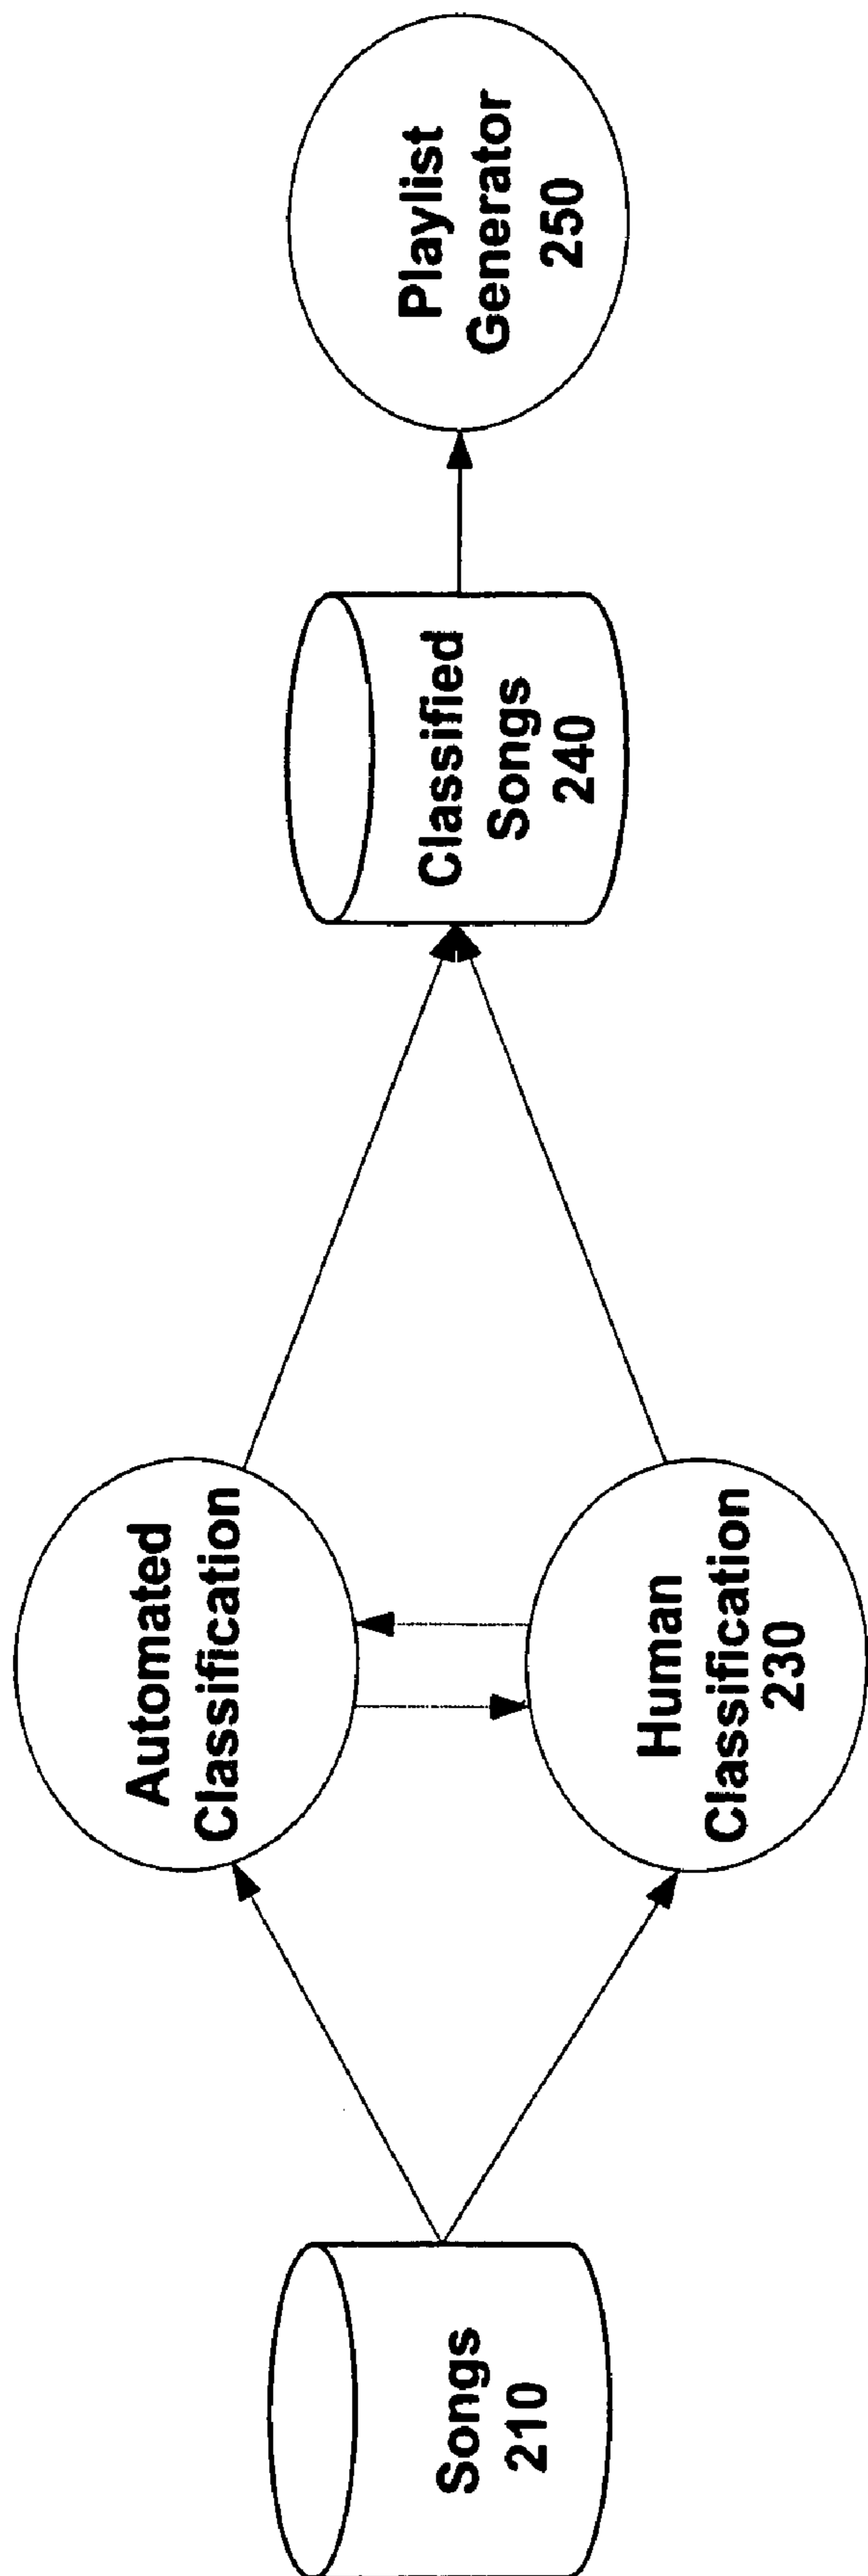 Songs
210
Automated
Classification
Human
Classification
230
Classified
Songs
240
Playlist
Generator
250